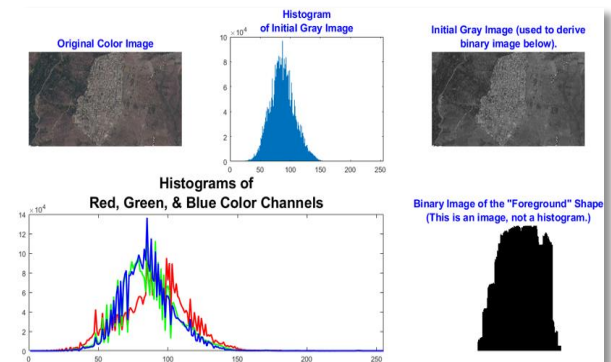 Original Color Image
Histogram
of Initial Gray Image
Initial Gray Image (used to derive
binary image below).
× 10⁴
10
8
6
4
2
0
0 50 100 150 200 250
Histograms of
Red, Green, & Blue Color Channels
× 10⁴
14
12
10
8
6
4
2
0
50 100 150 200 250
Binary Image of the "Foreground" Shape
(This is an image, not a histogram.)